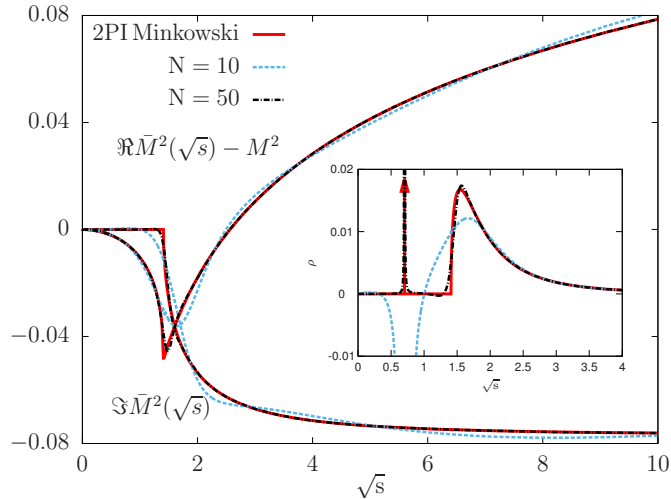 0.08
0.04
0
−0.04
−0.08
2PI Minkowski
N = 10
N = 50
ℜM̄²(√s) − M²
ℑM̄²(√s)
0.02
0.01
0
-0.01
ρ
0 0.5 1 1.5 2 2.5 3 3.5 4
√s
0 2 4 6 8 10
√s